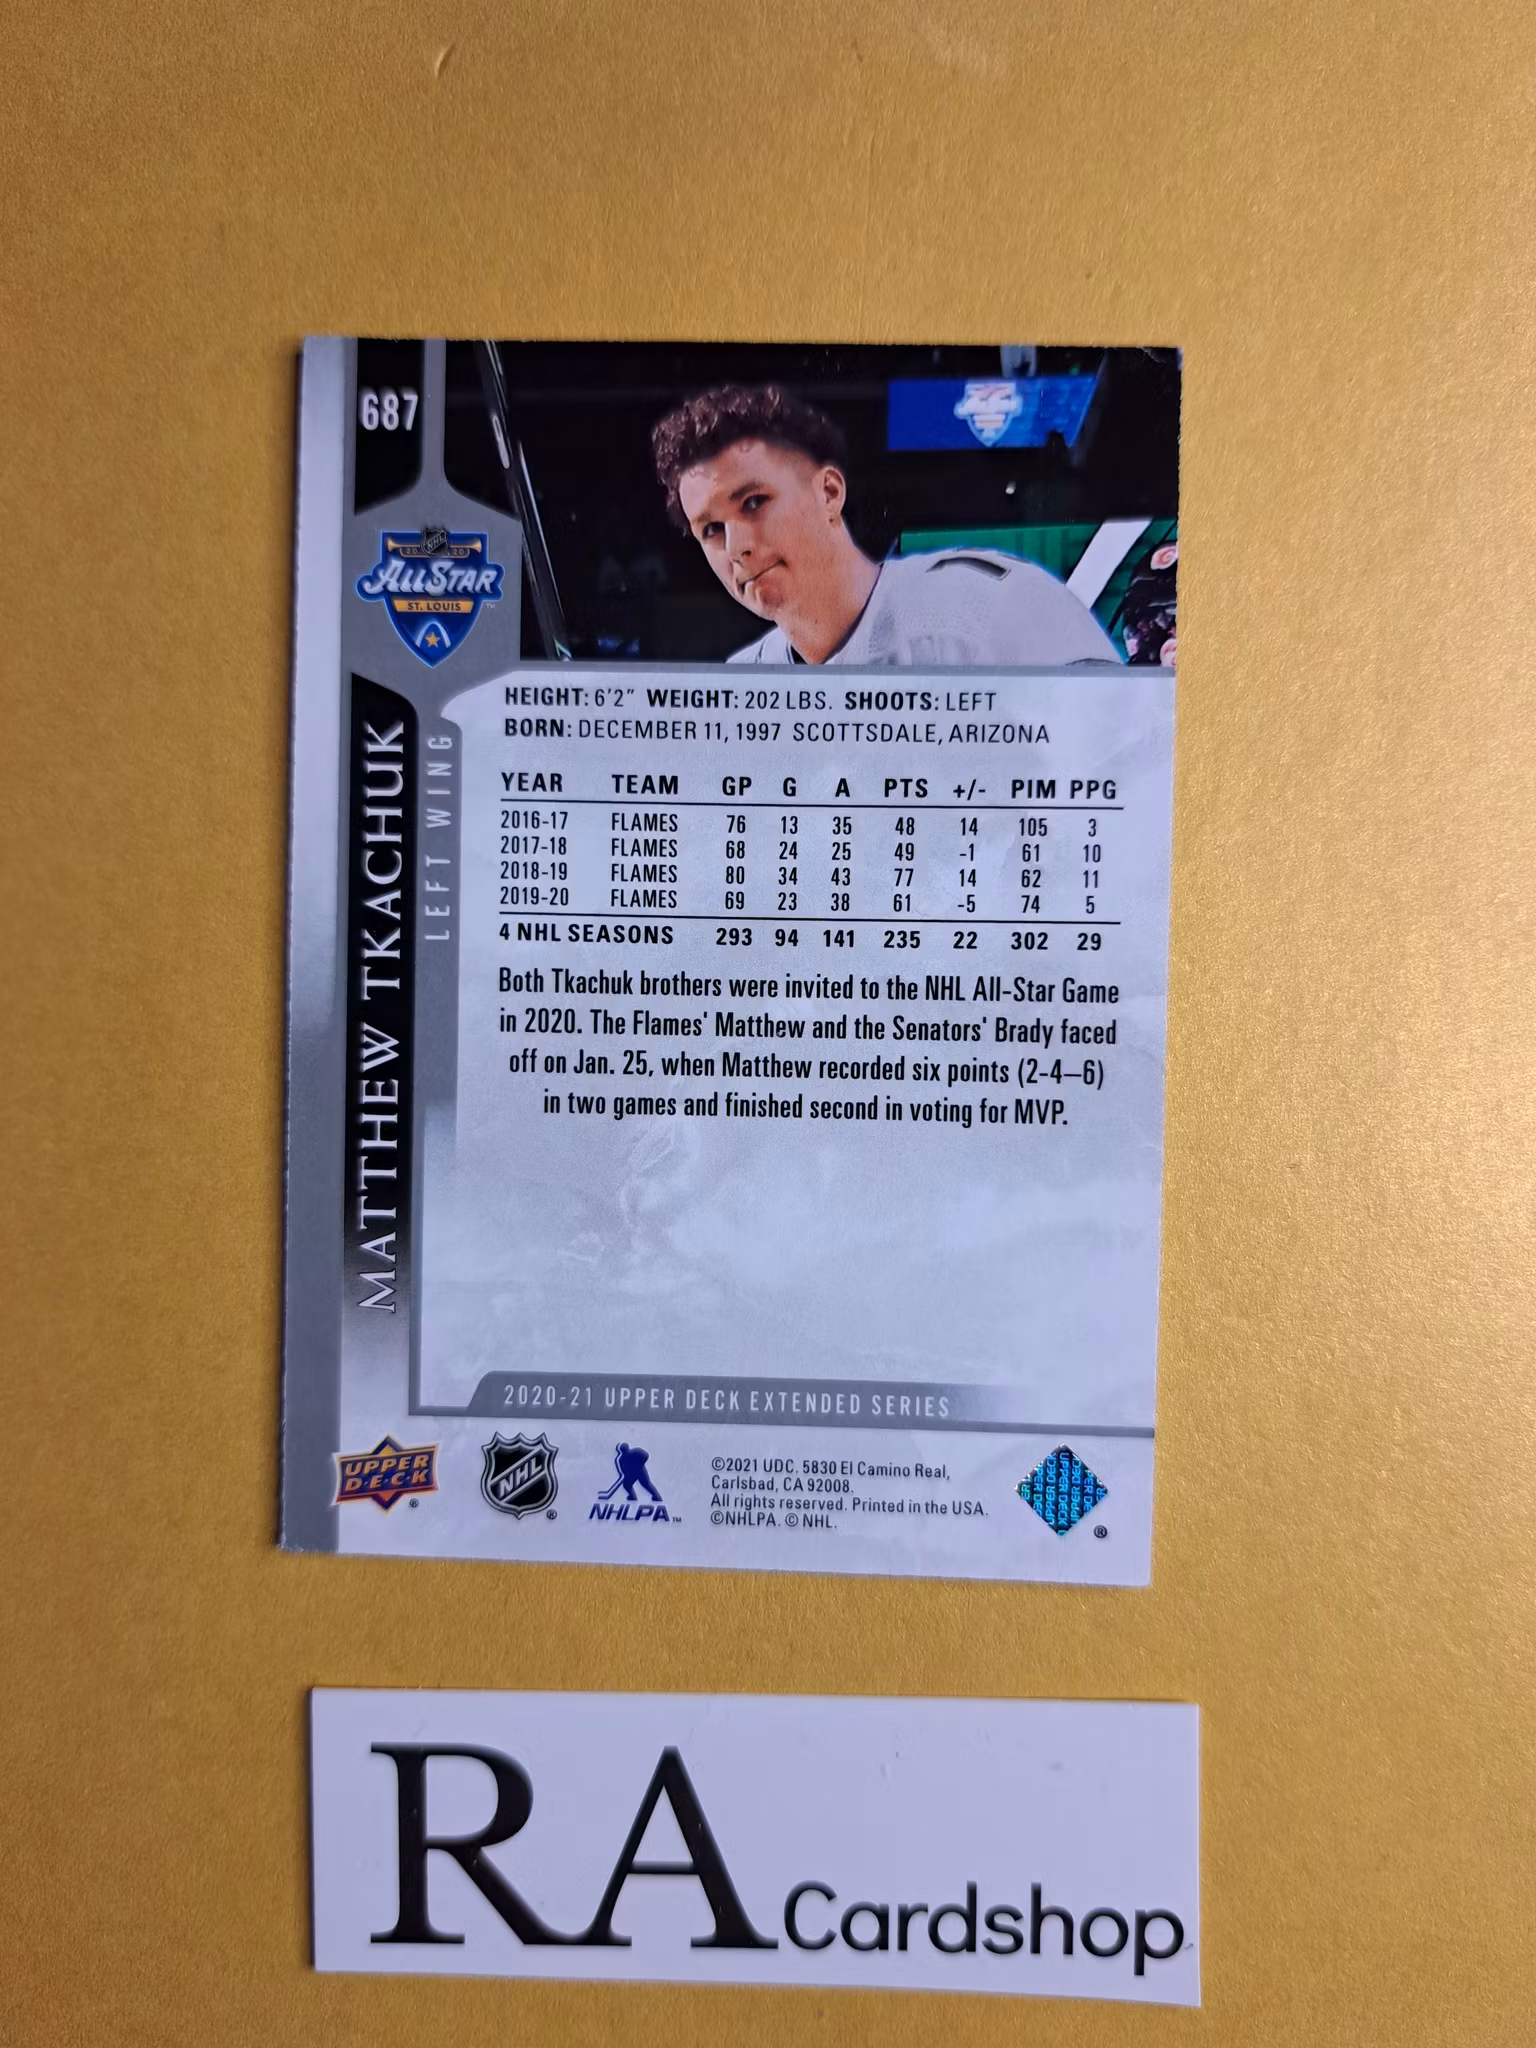 687
NHL
20 20
ALL STAR
ST. LOUIS
™
MATTHEW TKACHUK
LEFT WING
HEIGHT: 6'2" WEIGHT: 202 LBS. SHOOTS: LEFT
BORN: DECEMBER 11, 1997 SCOTTSDALE, ARIZONA
YEAR TEAM GP G A PTS +/- PIM PPG
2016-17 FLAMES 76 13 35 48 14 105 3
2017-18 FLAMES 68 24 25 49 -1 61 10
2018-19 FLAMES 80 34 43 77 14 62 11
2019-20 FLAMES 69 23 38 61 -5 74 5
4 NHL SEASONS 293 94 141 235 22 302 29
Both Tkachuk brothers were invited to the NHL All-Star Game
in 2020. The Flames' Matthew and the Senators' Brady faced
off on Jan. 25, when Matthew recorded six points (2-4–6)
in two games and finished second in voting for MVP.
2020-21 UPPER DECK EXTENDED SERIES
UPPER
D·E·C·K
®
NHL
®
NHLPA™
©2021 UDC. 5830 El Camino Real,
Carlsbad, CA 92008.
All rights reserved. Printed in the USA.
©NHLPA. © NHL.
UPPER DECK
®
RA Cardshop